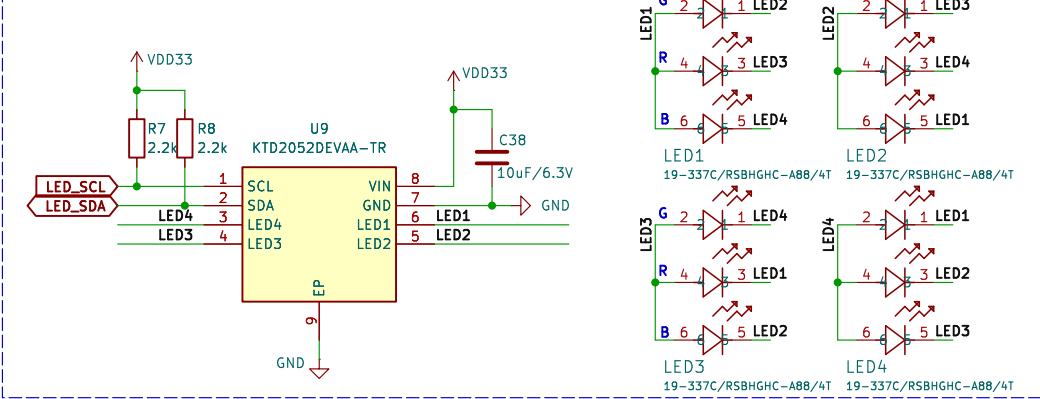 G
2
1
LED2
2
1
LED3
LED1
LED2
R
4
3
LED3
4
3
LED4
B
6
5
LED4
6
5
LED1
LED1
LED2
19-337C/RSBHGHC-A88/4T
19-337C/RSBHGHC-A88/4T
VDD33
VDD33
R7
2.2k
R8
2.2k
U9
KTD2052DEVAA-TR
C38
10uF/6.3V
LED_SCL
1
SCL
VIN
8
LED_SDA
2
SDA
GND
7
GND
LED4
3
LED4
LED1
6
LED1
LED3
4
LED3
LED2
5
LED2
EP
9
GND
G
2
1
LED4
2
1
LED1
LED3
LED4
R
4
3
LED1
4
3
LED2
B
6
5
LED2
6
5
LED3
LED3
LED4
19-337C/RSBHGHC-A88/4T
19-337C/RSBHGHC-A88/4T